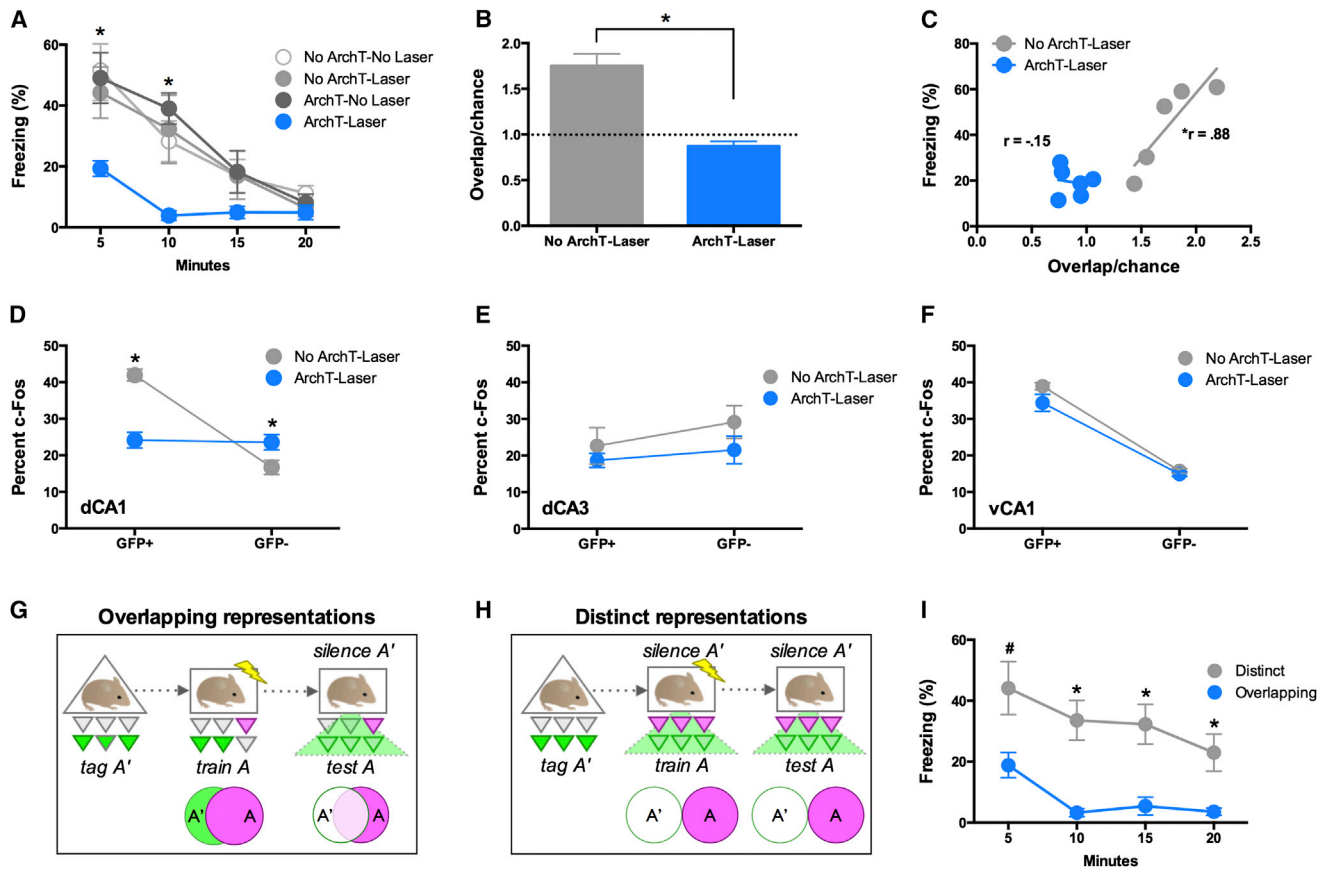 A
60
40
20
0
Freezing (%)
*
*
5
10
15
20
Minutes
No ArchT-No Laser
No ArchT-Laser
ArchT-No Laser
ArchT-Laser
B
2.0
1.5
1.0
0.5
0.0
Overlap/chance
*
No ArchT-Laser
ArchT-Laser
C
80
60
40
20
0
Freezing (%)
No ArchT-Laser
ArchT-Laser
r = -.15
*r = .88
0.0
0.5
1.0
1.5
2.0
2.5
Overlap/chance
D
50
40
30
20
10
0
Percent c-Fos
*
*
No ArchT-Laser
ArchT-Laser
dCA1
GFP+
GFP-
E
50
40
30
20
10
0
Percent c-Fos
No ArchT-Laser
ArchT-Laser
dCA3
GFP+
GFP-
F
50
40
30
20
10
0
Percent c-Fos
No ArchT-Laser
ArchT-Laser
vCA1
GFP+
GFP-
G
Overlapping representations
silence A'
tag A'
train A
test A
A'
A
A'
A
H
Distinct representations
silence A'
silence A'
tag A'
train A
test A
A'
A
A'
A
I
60
40
20
0
Freezing (%)
#
*
*
*
Distinct
Overlapping
5
10
15
20
Minutes